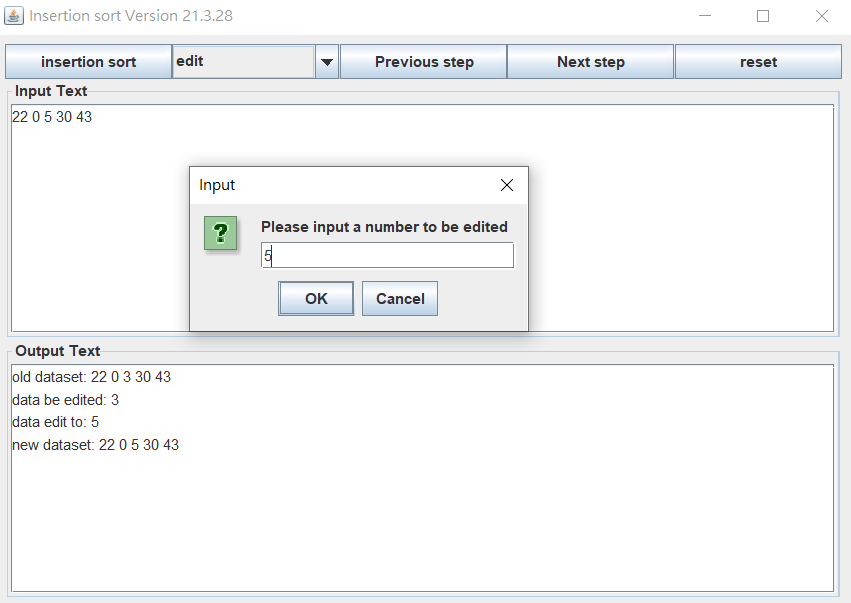 Insertion sort Version 21.3.28
insertion sort edit Previous step Next step reset
Input Text
22 0 5 30 43
Input
?
Please input a number to be edited
5
OK Cancel
Output Text
old dataset: 22 0 3 30 43
data be edited: 3
data edit to: 5
new dataset: 22 0 5 30 43